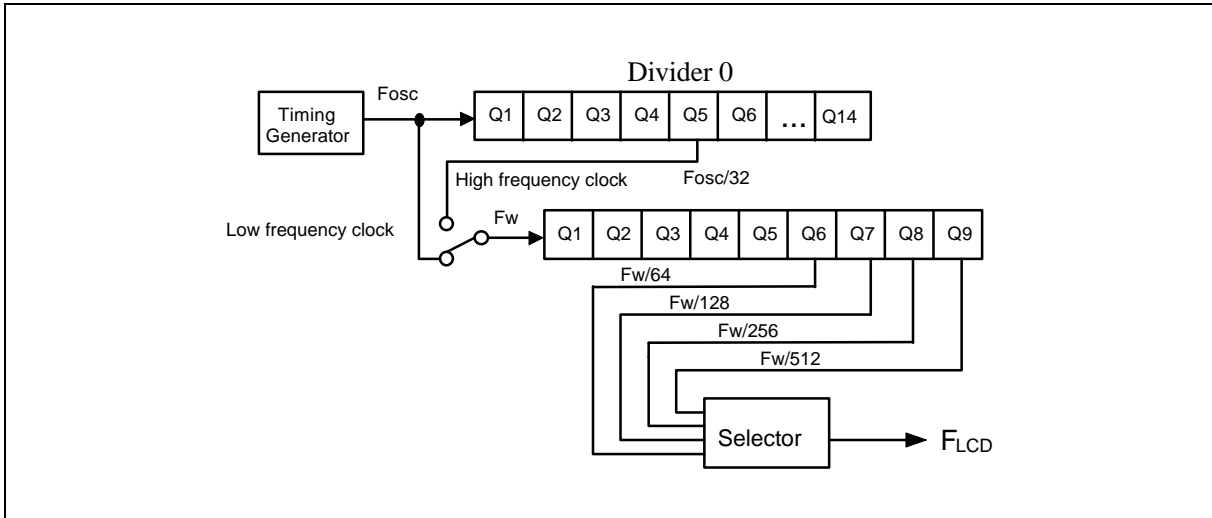 Divider 0
Fosc
Timing
Generator
Q1 Q2 Q3 Q4 Q5 Q6 ... Q14
High frequency clock
Fosc/32
Low frequency clock
Fw
Q1 Q2 Q3 Q4 Q5 Q6 Q7 Q8 Q9
Fw/64
Fw/128
Fw/256
Fw/512
Selector
FLCD